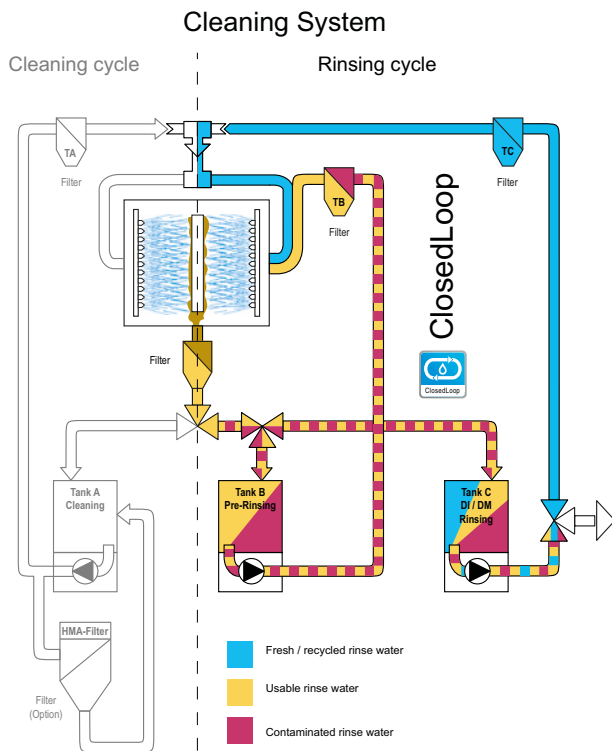 Cleaning System
Cleaning cycle
Rinsing cycle
TA
Filter
TC
Filter
TB
Filter
ClosedLoop
ClosedLoop
Filter
Tank A
Cleaning
Tank B
Pre-Rinsing
Tank C
DI / DM
Rinsing
HMA-Filter
Filter
(Option)
Fresh / recycled rinse water
Usable rinse water
Contaminated rinse water